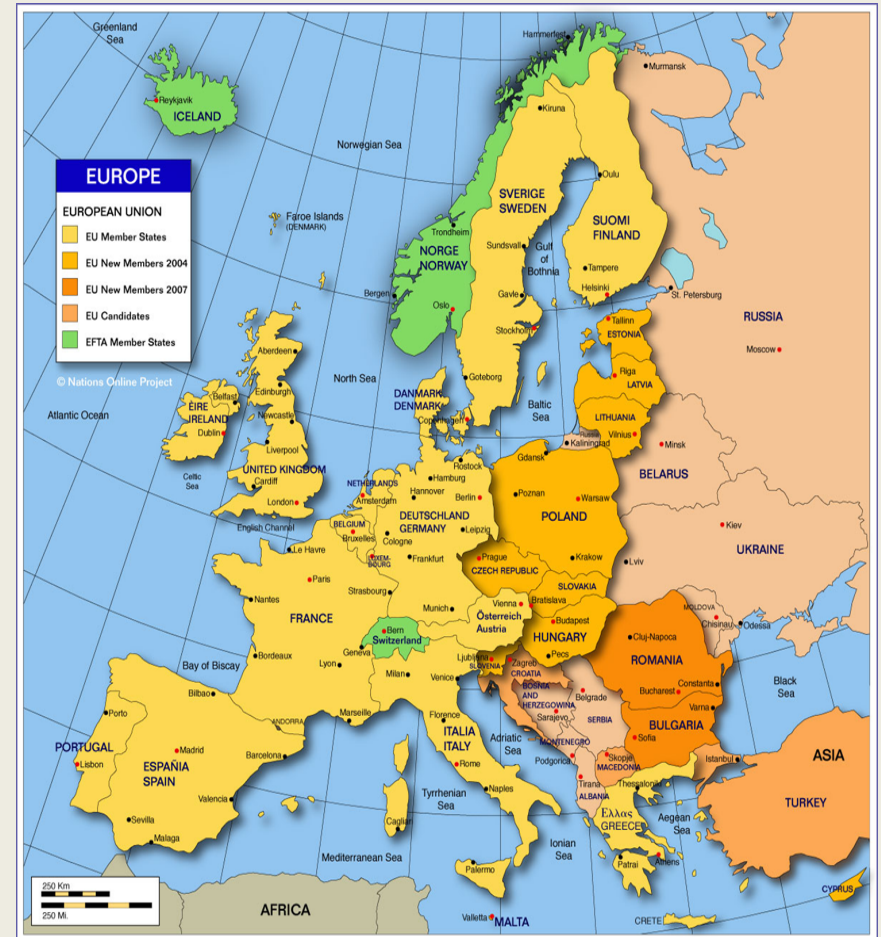 Greenland
Sea
Hammerfest
Murmansk
Reykjavik
ICELAND
Kiruna
Norwegian Sea
EUROPE
EUROPEAN UNION
EU Member States
EU New Members 2004
EU New Members 2007
EU Candidates
EFTA Member States
© Nations Online Project
Oulu
SVERIGE
SWEDEN
Faroe Islands
(DENMARK)
SUOMI
FINLAND
Trondheim
NORGE
NORWAY
Sundsvall
Gulf
of
Bothnia
Tampere
Helsinki
Bergen
Gavle
St. Petersburg
Oslo
Stockholm
Tallinn
ESTONIA
RUSSIA
Moscow
Aberdeen
North Sea
Goteborg
Riga
LATVIA
Atlantic Ocean
Edinburgh
Belfast
DANMARK
DENMARK
Baltic
Sea
ÈIRE
IRELAND
Newcastle
Copenhagen
LITHUANIA
Dublin
Russia
Kaliningrad
Vilnius
Minsk
Liverpool
Gdansk
BELARUS
Celtic
Sea
UNITED KINGDOM
Cardiff
London
NETHERLANDS
Amsterdam
Rostock
Hamburg
Hannover
Berlin
Poznan
Warsaw
POLAND
English Channel
BELGIUM
Bruxelles
DEUTSCHLAND
GERMANY
Cologne
Leipzig
Kiev
UKRAINE
Le Havre
LUXEM-
BOURG
Frankfurt
Prague
CZECH REPUBLIC
Krakow
Lviv
Paris
Strasbourg
SLOVAKIA
Nantes
Munich
Vienna
Bratislava
FRANCE
Österreich
Austria
Budapest
HUNGARY
MOLDOVA
Chisinau
Odessa
Bern
Switzerland
Geneva
Cluj-Napoca
Bay of Biscay
Bordeaux
Lyon
Milan
Venice
Ljubljana
SLOVENIA
Zagreb
CROATIA
Pecs
ROMANIA
Bilbao
BOSNIA
AND
HERZEGOWINA
Sarajevo
Belgrade
SERBIA
Bucharest
Constanta
Black
Sea
Porto
ANDORRA
Marseille
Florence
ITALIA
ITALY
Adriatic
Sea
Varna
BULGARIA
Sofia
PORTUGAL
Lisbon
Madrid
ESPAÑIA
SPAIN
Barcelona
Rome
MONTENEGRO
Podgorica
Skopje
MACEDONIA
Istanbul
ASIA
Valencia
Tyrrhenian
Sea
Naples
Tirana
ALBANIA
Thessaloniki
TURKEY
Sevilla
Malaga
Cagliari
Ελλας
GREECE
Aegean
Sea
Mediterranean Sea
Palermo
Ionian
Sea
Patrai
Athens
250 Km
250 Mi.
AFRICA
Valletta
MALTA
CRETE
CYPRUS